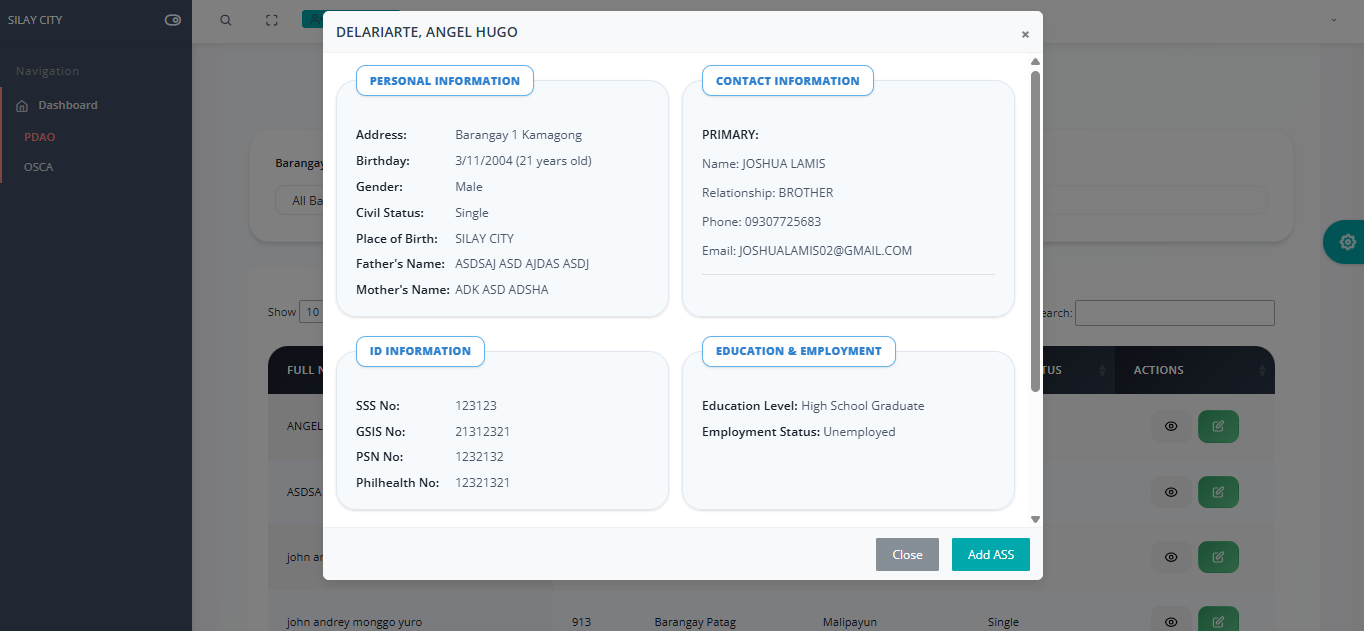 SILAY CITY
Navigation
Dashboard
PDAO
OSCA
DELARIARTE, ANGEL HUGO
×
PERSONAL INFORMATION
Address: Barangay 1 Kamagong
Birthday: 3/11/2004 (21 years old)
Gender: Male
Civil Status: Single
Place of Birth: SILAY CITY
Father's Name: ASDSAJ ASD AJDAS ASDJ
Mother's Name: ADK ASD ADSHA
CONTACT INFORMATION
PRIMARY:
Name: JOSHUA LAMIS
Relationship: BROTHER
Phone: 09307725683
Email: JOSHUALAMIS02@GMAIL.COM
ID INFORMATION
SSS No: 123123
GSIS No: 21312321
PSN No: 1232132
Philhealth No: 12321321
EDUCATION & EMPLOYMENT
Education Level: High School Graduate
Employment Status: Unemployed
Close
Add ASS
Barangay
All Ba
Show 10
earch:
FULL N
TUS
ACTIONS
ANGEL
ASDSA
john an
john andrey monggo yuro 913 Barangay Patag Malipayun Single